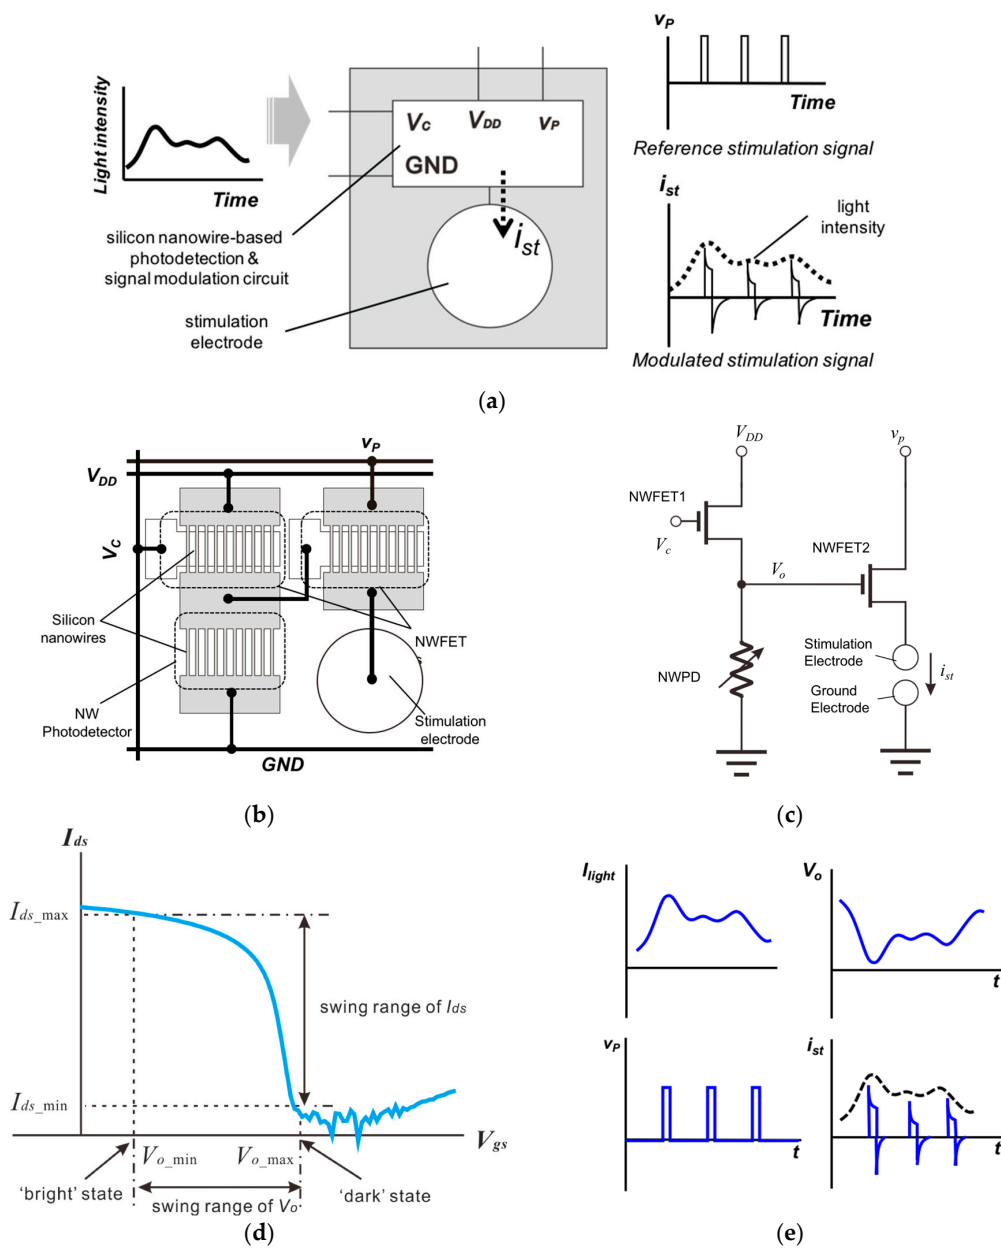 Light intensity
Time
silicon nanowire-based
photodetection &
signal modulation circuit
stimulation
electrode
VC VDD vP
GND
ist
vP
Time
Reference stimulation signal
ist
light
intensity
Time
Modulated stimulation signal
(a)
vP
VDD
VC
Silicon
nanowires
NW
Photodetector
NWFET
Stimulation
electrode
GND
(b)
VDD
vp
NWFET1
Vc
NWFET2
Vo
NWPD
Stimulation
Electrode
Ground
Electrode
ist
(c)
Ids
Ids_max
swing range of Ids
Ids_min
Vgs
Vo_min
Vo_max
'bright' state
'dark' state
swing range of Vo
(d)
Ilight
Vo
t
vP
t
ist
t
(e)